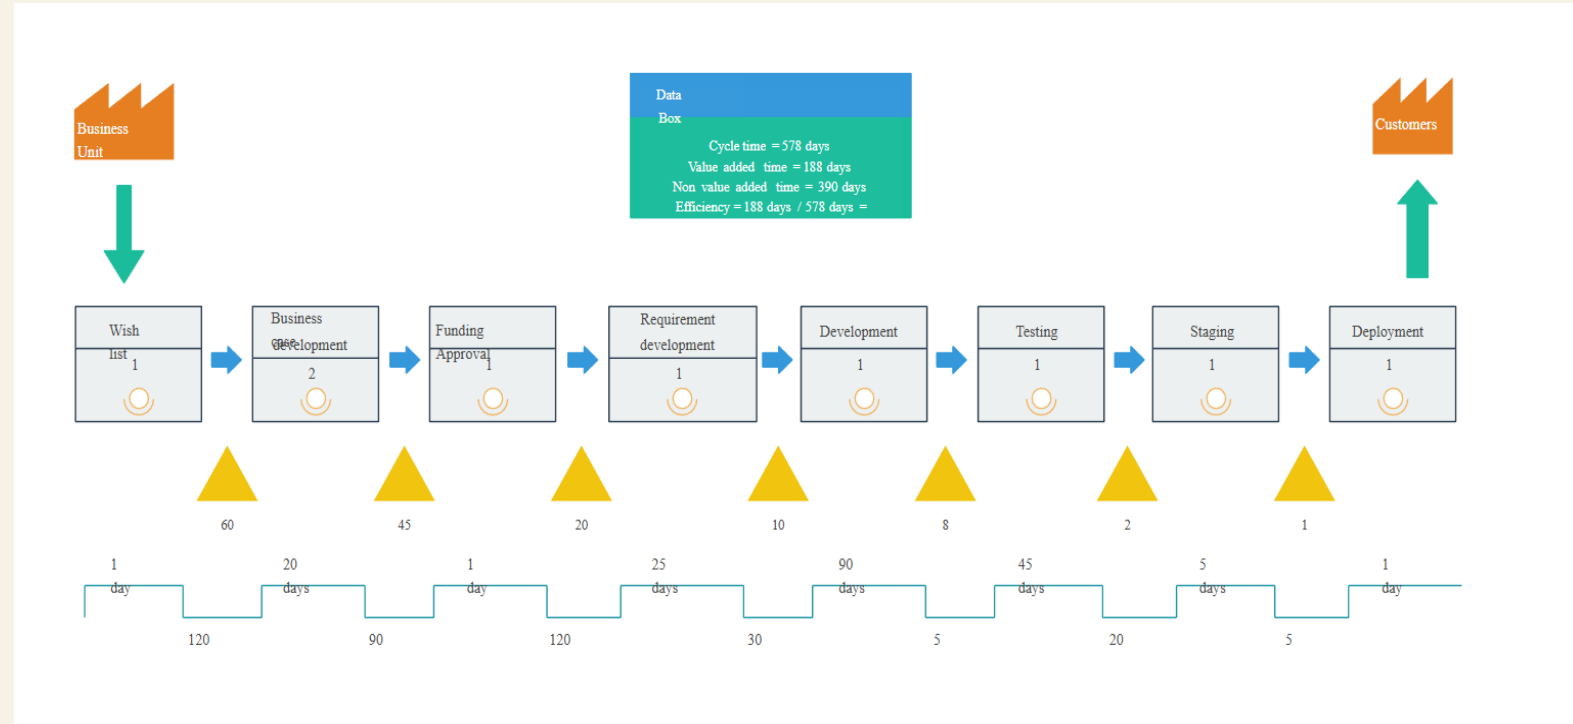 Business
Unit
Data
Box
Cycle time = 578 days
Value added time = 188 days
Non value added time = 390 days
Efficiency = 188 days / 578 days =
Customers
Wish
list
1
Business
case
development
2
Funding
Approval
1
Requirement
development
1
Development
1
Testing
1
Staging
1
Deployment
1
60
45
20
10
8
2
1
1
day
20
days
1
day
25
days
90
days
45
days
5
days
1
day
120
90
120
30
5
20
5